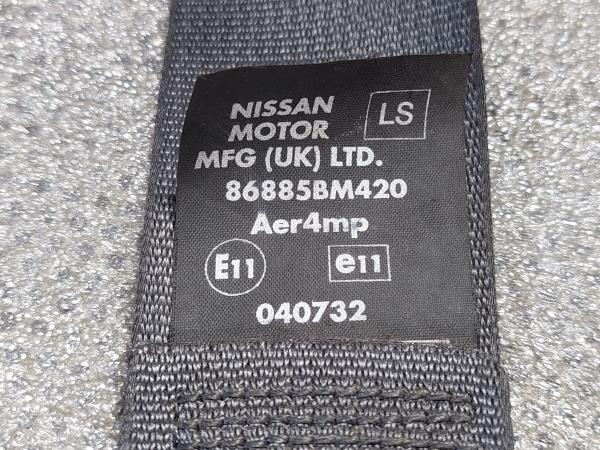 NISSAN
MOTOR
LS
MFG (UK) LTD.
86885BM420
Aer4mp
E11
e11
040732